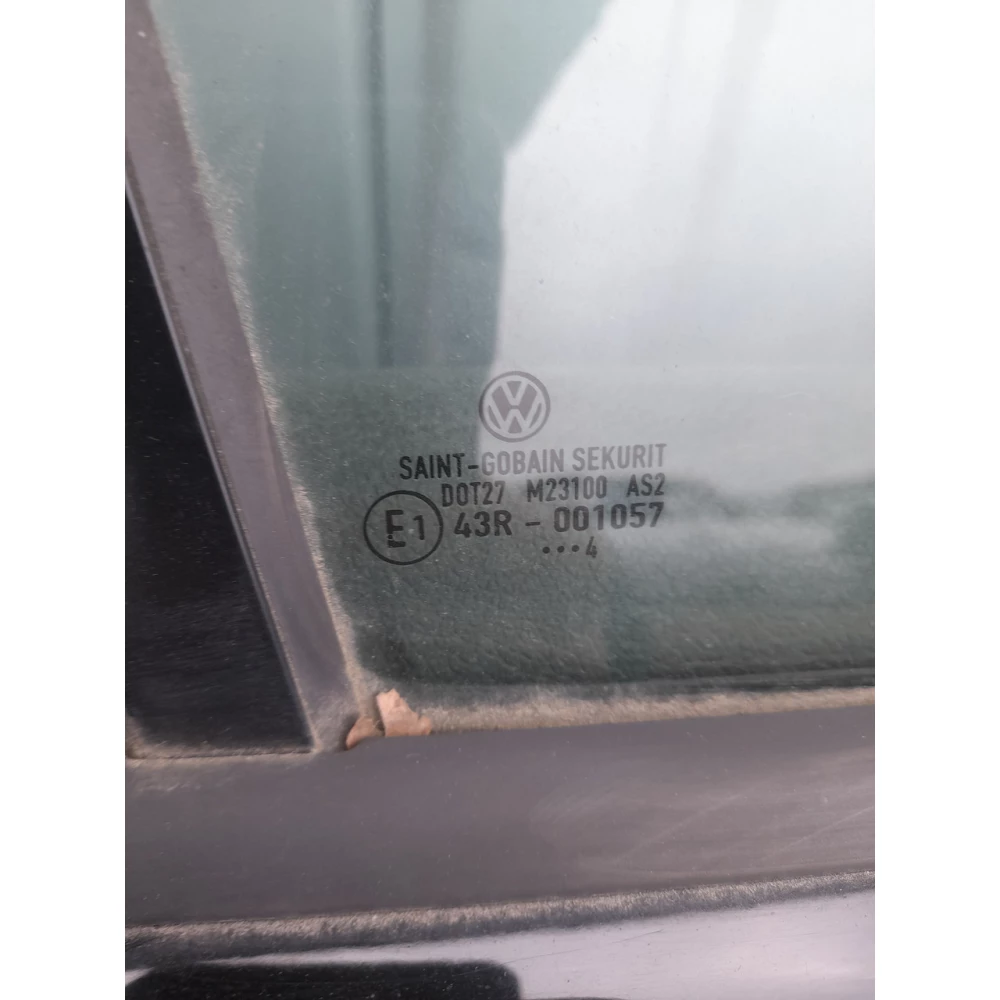 SAINT-GOBAIN SEKURIT
DOT27 M23100 AS2
E1 43R - 001057
•••4